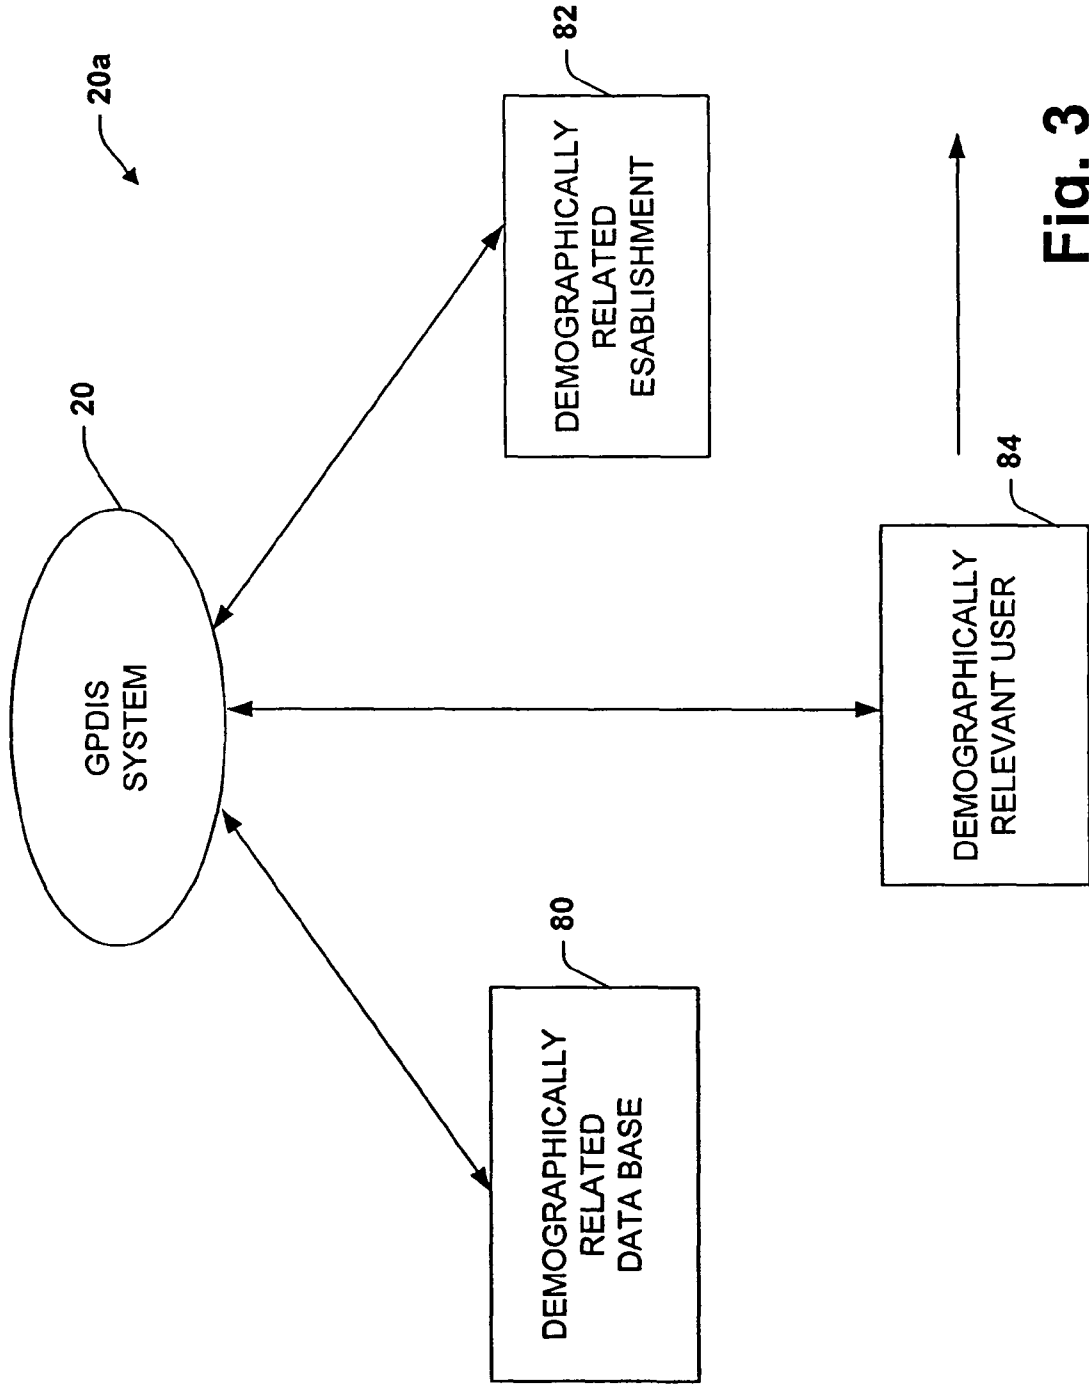 20a
20
GPDIS
SYSTEM
80
DEMOGRAPHICALLY
RELATED
DATA BASE
82
DEMOGRAPHICALLY
RELATED
ESABLISHMENT
84
DEMOGRAPHICALLY
RELEVANT USER
Fig. 3